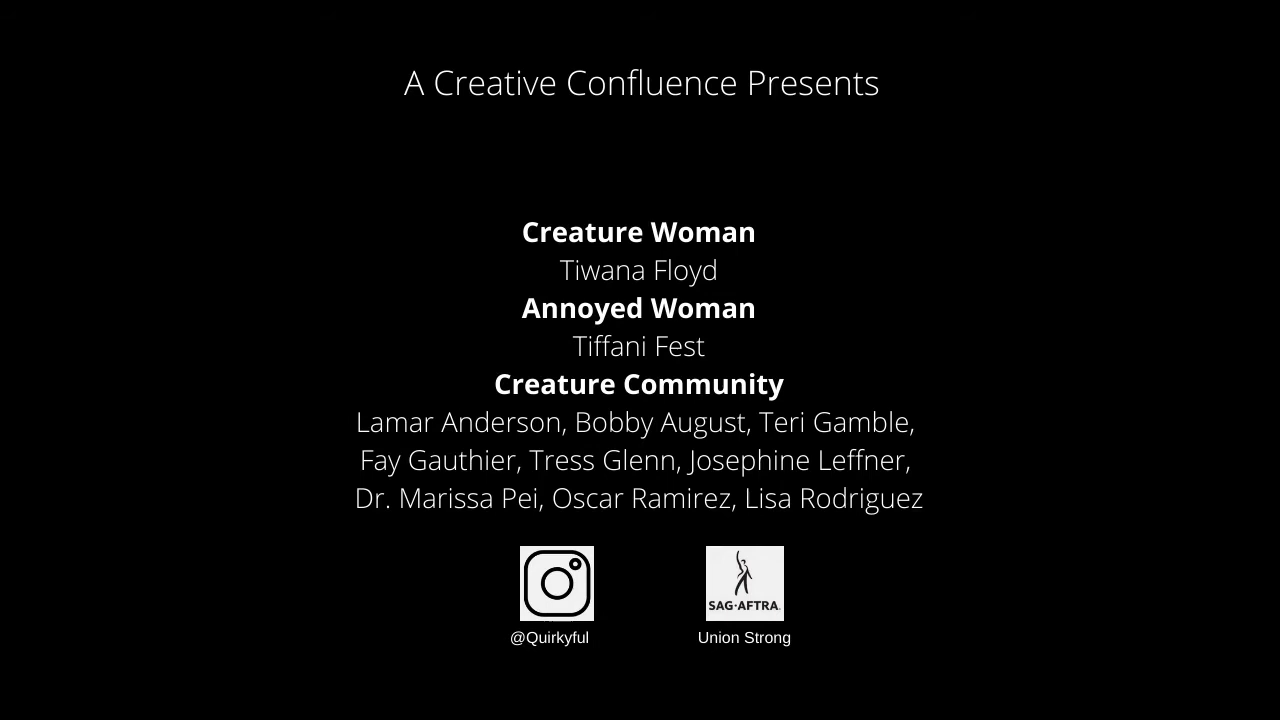 A Creative Confluence Presents
Creature Woman
Tiwana Floyd
Annoyed Woman
Tiffani Fest
Creature Community
Lamar Anderson, Bobby August, Teri Gamble,
Fay Gauthier, Tress Glenn, Josephine Leffner,
Dr. Marissa Pei, Oscar Ramirez, Lisa Rodriguez
SAG·AFTRA.
@Quirkyful
Union Strong